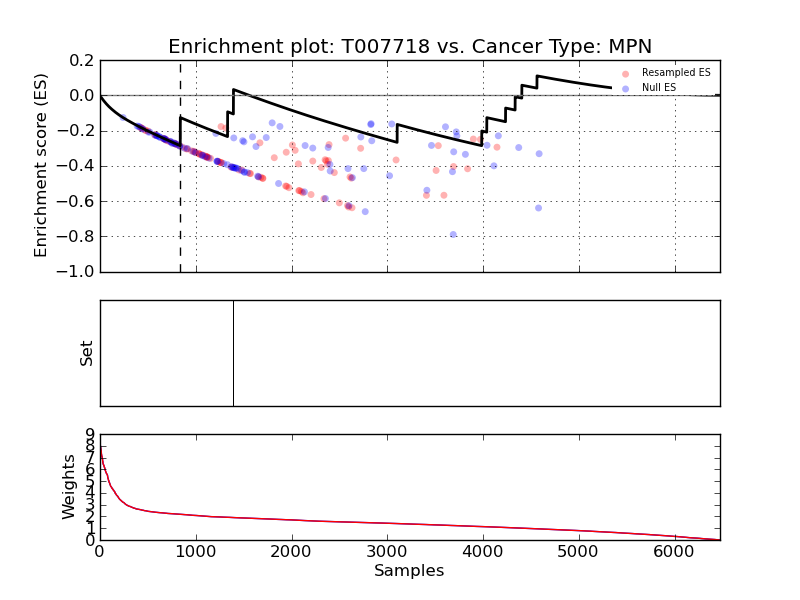 Enrichment plot: T007718 vs. Cancer Type: MPN
Enrichment score (ES)
0.2
0.0
−0.2
−0.4
−0.6
−0.8
−1.0
Resampled ES
Null ES
Set
Weights
9
8
7
6
5
4
3
2
1
0
0 1000 2000 3000 4000 5000 6000
Samples